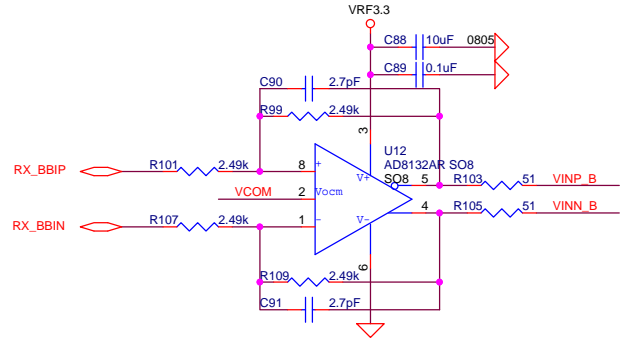 VRF3.3
C88 10uF 0805
C89 0.1uF
C90 2.7pF
R99 2.49k
3
U12
AD8132AR SO8
SO8
RX_BBIP R101 2.49k 8 + V+ 5 R103 51 VINP_B
VCOM 2 Vocm
RX_BBIN R107 2.49k 1 - V- 4 R105 51 VINN_B
6
R109 2.49k
C91 2.7pF